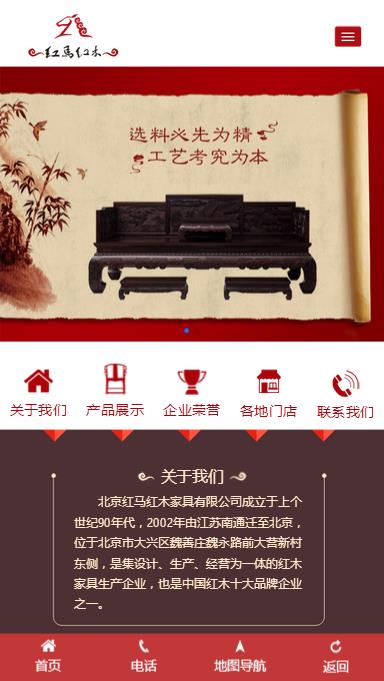 红马红木
选料必先为精
工艺考究为本
关于我们
产品展示
企业荣誉
各地门店
联系我们
关于我们
北京红马红木家具有限公司成立于上个
世纪90年代，2002年由江苏南通迁至北京，
位于北京市大兴区魏善庄魏永路前大营新村
东侧，是集设计、生产、经营为一体的红木
家具生产企业，也是中国红木十大品牌企业
之一。
首页
电话
地图导航
返回